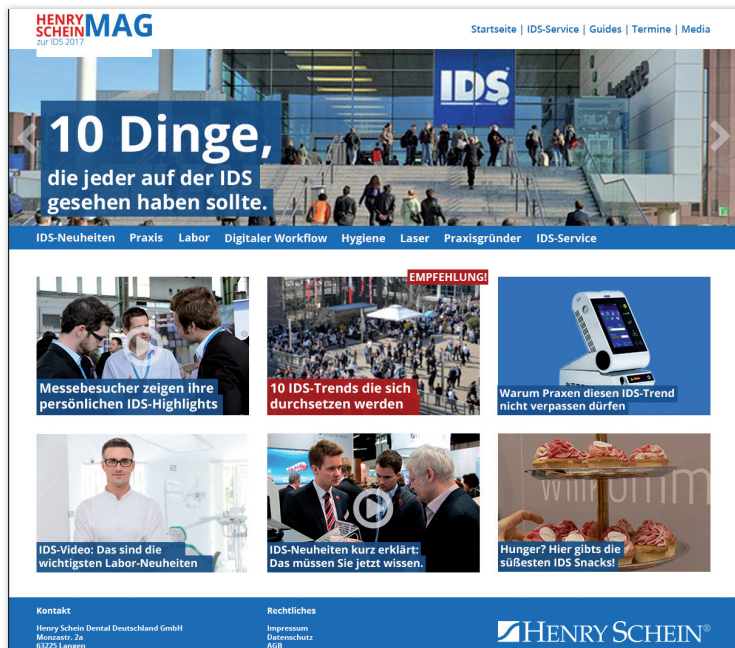 HENRY
SCHEIN MAG
zur IDS 2017
Startseite | IDS-Service | Guides | Termine | Media
IDS
10 Dinge,
die jeder auf der IDS
gesehen haben sollte.
IDS-Neuheiten Praxis Labor Digitaler Workflow Hygiene Laser Praxisgründer IDS-Service
Messebesucher zeigen ihre
persönlichen IDS-Highlights
EMPFEHLUNG!
10 IDS-Trends die sich
durchsetzen werden
Warum Praxen diesen IDS-Trend
nicht verpassen dürfen
IDS-Video: Das sind die
wichtigsten Labor-Neuheiten
IDS-Neuheiten kurz erklärt:
Das müssen Sie jetzt wissen.
Willkomm
Hunger? Hier gibts die
süßesten IDS Snacks!
Kontakt
Henry Schein Dental Deutschland GmbH
Monzastr. 2a
63225 Langen
Rechtliches
Impressum
Datenschutz
AGB
HENRY SCHEIN®